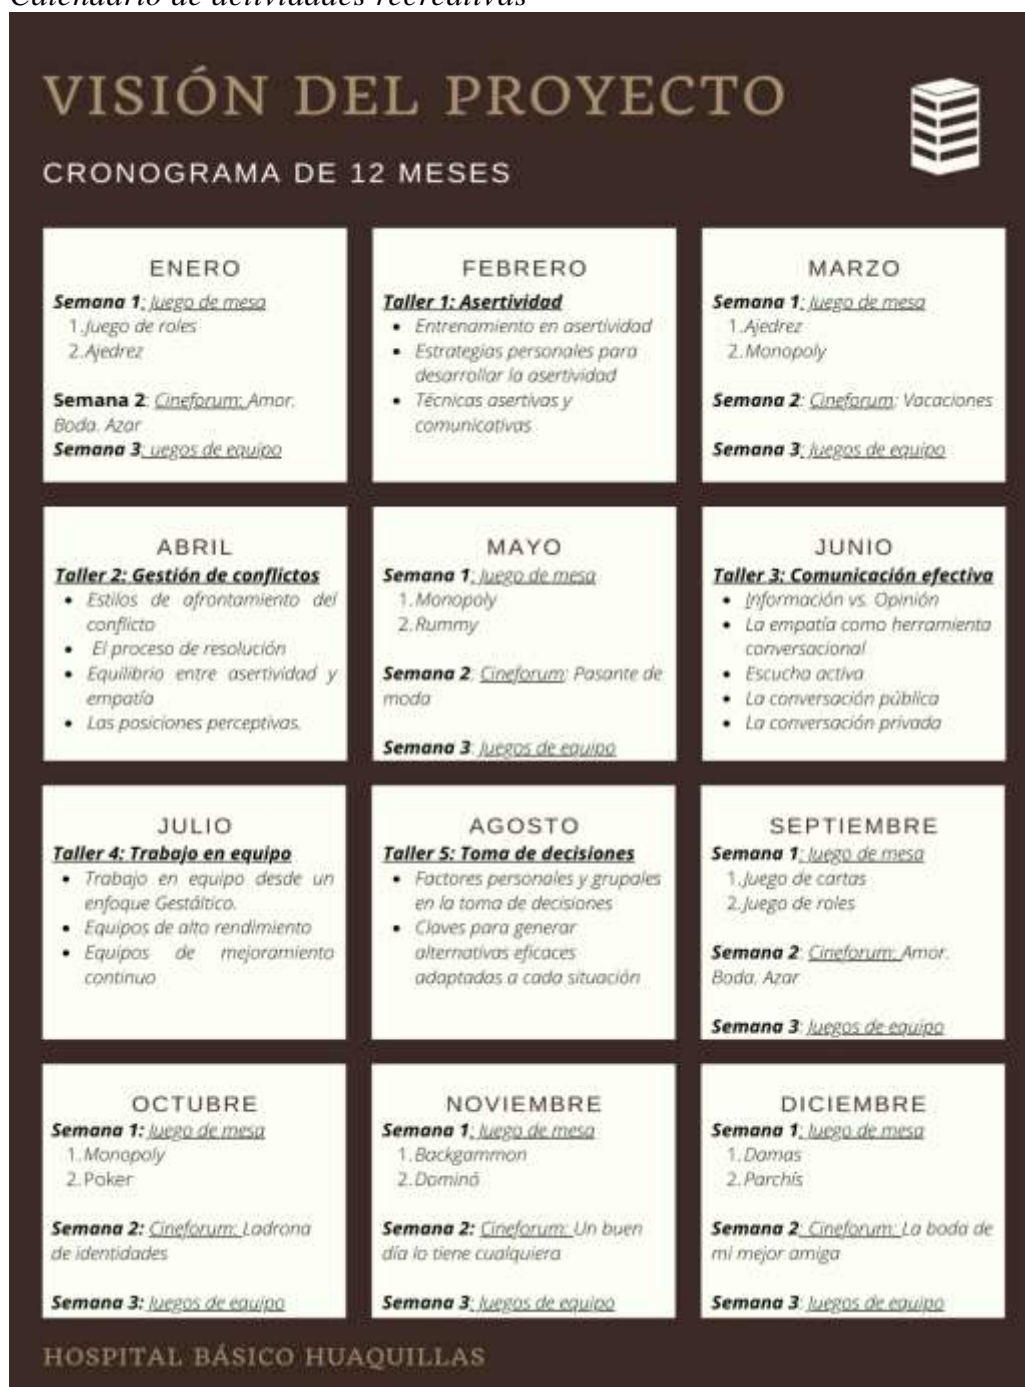 Calendario de actividades recreativas
VISIÓN DEL PROYECTO
CRONOGRAMA DE 12 MESES
ENERO
Semana 1: Juego de mesa
1. Juego de roles
2. Ajedrez
Semana 2: Cineforum: Amor.
Boda. Azar
Semana 3: uegos de equipo
FEBRERO
Taller 1: Asertividad
• Entrenamiento en asertividad
• Estrategias personales para
desarrollar la asertividad
• Técnicas asertivas y
comunicativas
MARZO
Semana 1: Juego de mesa
1. Ajedrez
2. Monopoly
Semana 2: Cineforum: Vacaciones
Semana 3: Juegos de equipo
ABRIL
Taller 2: Gestión de conflictos
• Estilos de afrontamiento del
conflicto
• El proceso de resolución
• Equilibrio entre asertividad y
empatía
• Las posiciones perceptivas.
MAYO
Semana 1: Juego de mesa
1. Monopoly
2. Rummy
Semana 2: Cineforum: Pasante de
moda
Semana 3: Juegos de equipo
JUNIO
Taller 3: Comunicación efectiva
• Información vs. Opinión
• La empatía como herramienta
conversacional
• Escucha activa
• La conversación pública
• La conversación privada
JULIO
Taller 4: Trabajo en equipo
• Trabajo en equipo desde un
enfoque Gestáltico.
• Equipos de alto rendimiento
• Equipos de mejoramiento
continuo
AGOSTO
Taller 5: Toma de decisiones
• Factores personales y grupales
en la toma de decisiones
• Claves para generar
alternativas eficaces
adaptadas a cada situación
SEPTIEMBRE
Semana 1: Juego de mesa
1. Juego de cartas
2. Juego de roles
Semana 2: Cineforum: Amor.
Boda. Azar
Semana 3: Juegos de equipo
OCTUBRE
Semana 1: Juego de mesa
1. Monopoly
2. Poker
Semana 2: Cineforum: Ladrona
de identidades
Semana 3: Juegos de equipo
NOVIEMBRE
Semana 1: Juego de mesa
1. Backgammon
2. Dominó
Semana 2: Cineforum: Un buen
día lo tiene cualquiera
Semana 3: Juegos de equipo
DICIEMBRE
Semana 1: Juego de mesa
1. Damas
2. Parchís
Semana 2: Cineforum: La boda de
mi mejor amiga
Semana 3: Juegos de equipo
HOSPITAL BÁSICO HUAQUILLAS